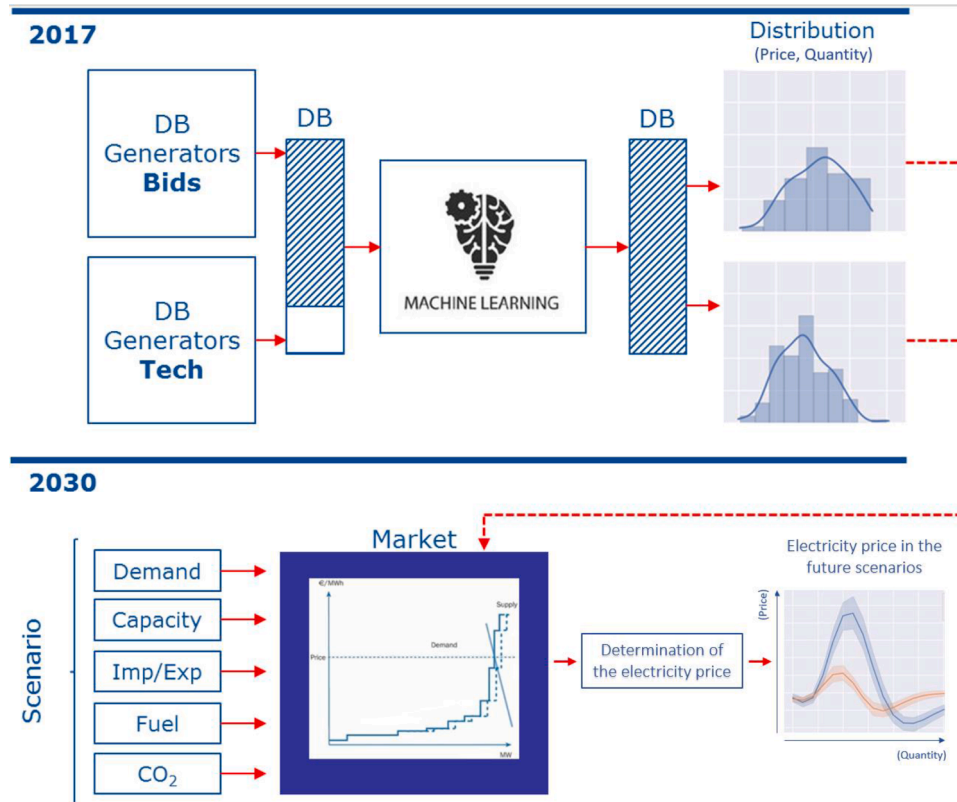 2017
Distribution
(Price, Quantity)
DB
Generators
Bids
DB
DB
MACHINE LEARNING
DB
Generators
Tech
2030
Scenario
Demand
Capacity
Imp/Exp
Fuel
CO₂
Market
€/MWh
Supply
Demand
Price
MW
Determination of
the electricity price
Electricity price in the
future scenarios
(Price)
(Quantity)